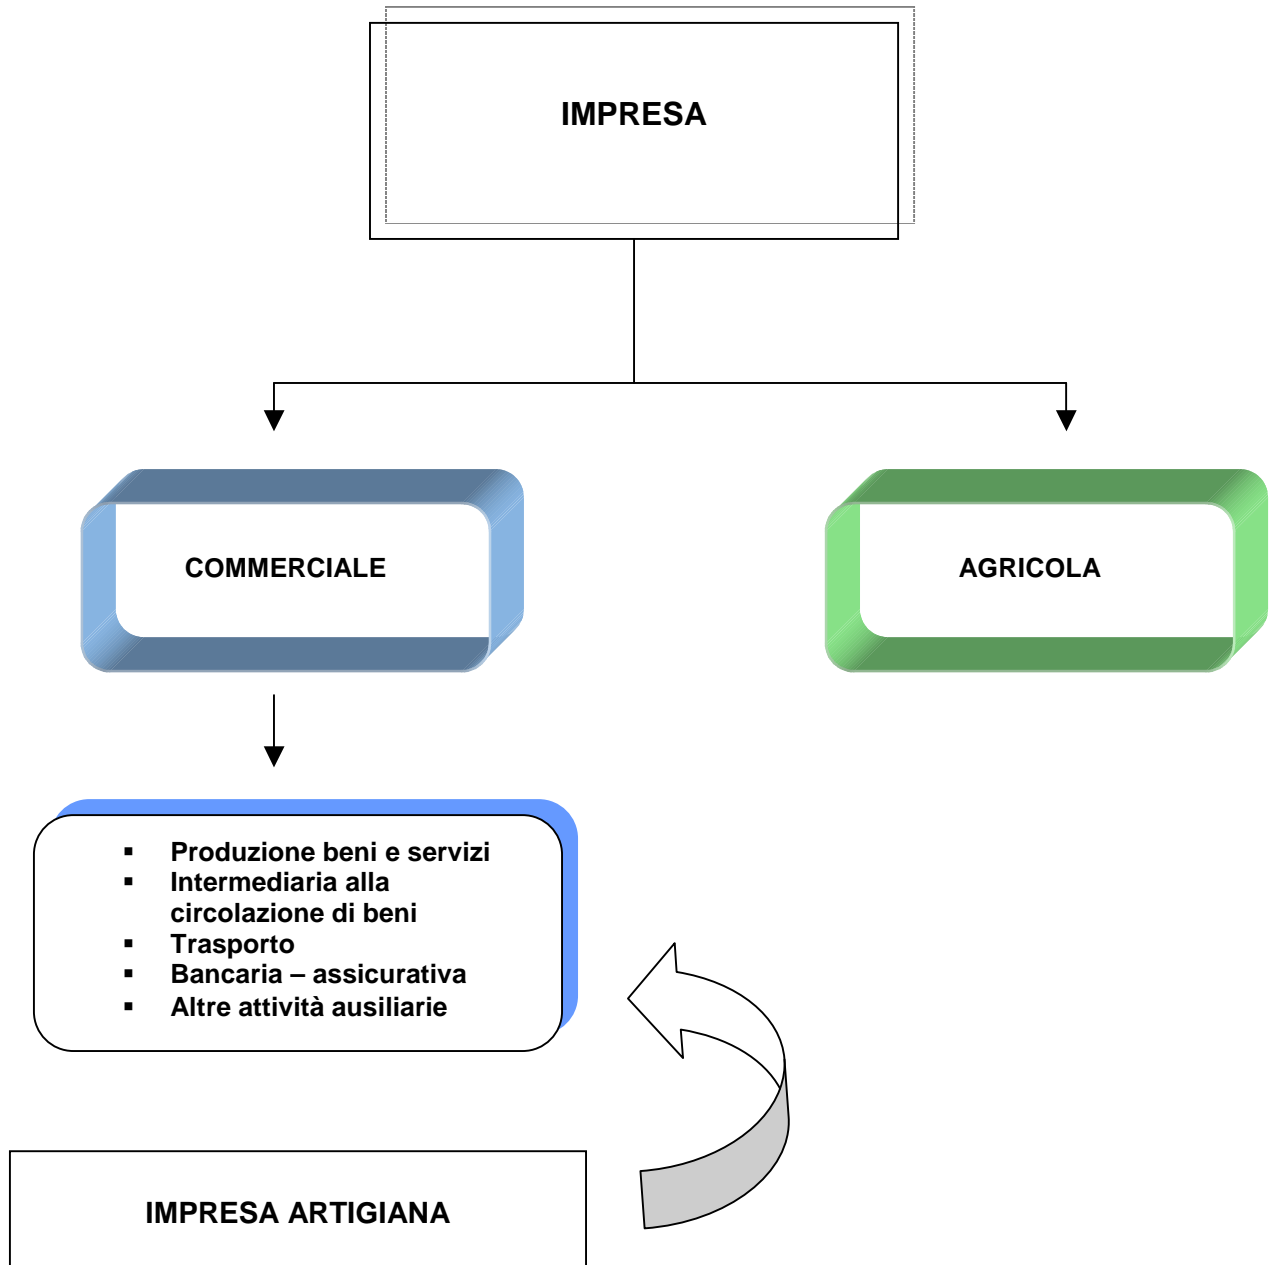 IMPRESA
COMMERCIALE
AGRICOLA
▪ Produzione beni e servizi
▪ Intermediaria alla
circolazione di beni
▪ Trasporto
▪ Bancaria – assicurativa
▪ Altre attività ausiliarie
IMPRESA ARTIGIANA